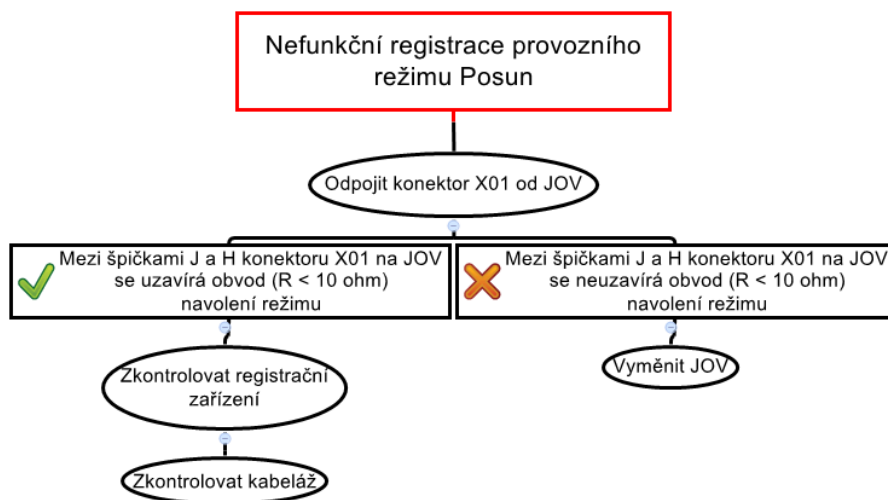 Nefunkční registrace provozního
režimu Posun
Odpojit konektor X01 od JOV
Mezi špičkami J a H konektoru X01 na JOV
se uzavírá obvod (R < 10 ohm)
navolení režimu
Mezi špičkami J a H konektoru X01 na JOV
se neuzavírá obvod (R < 10 ohm)
navolení režimu
Zkontrolovat registrační
zařízení
Vyměnit JOV
Zkontrolovat kabeláž